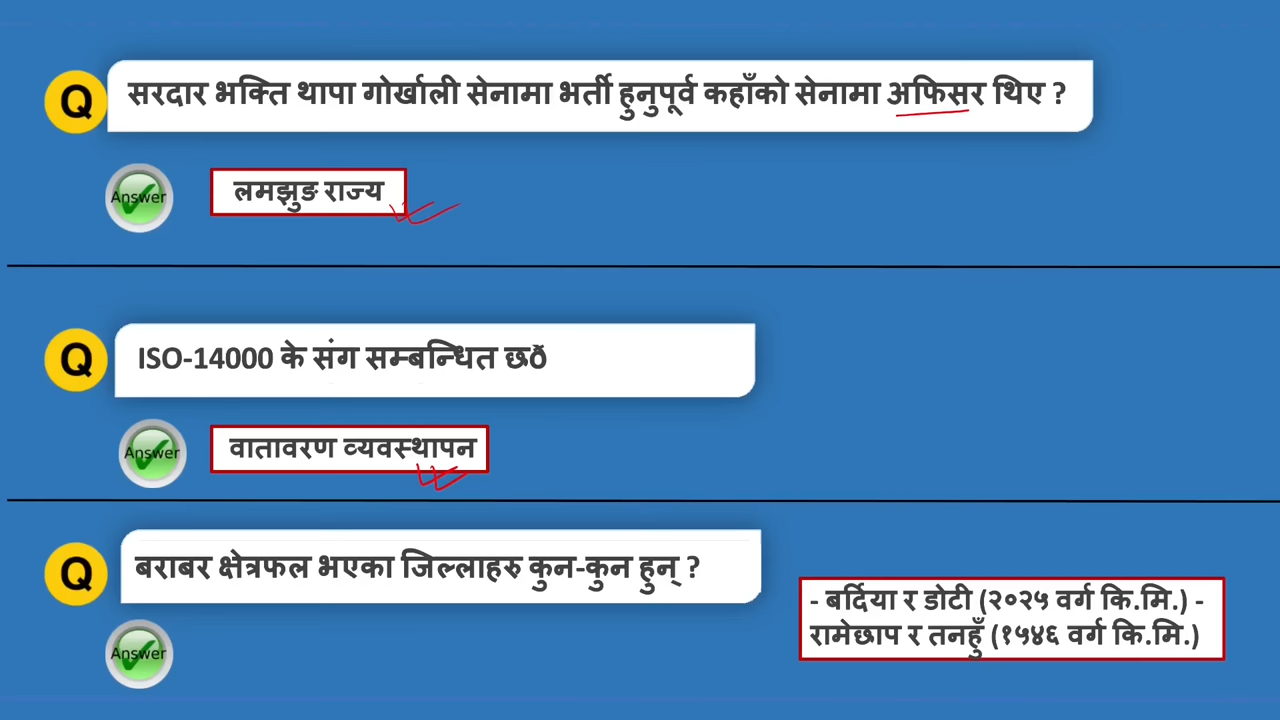 Q सरदार भक्ति थापा गोर्खाली सेनामा भर्ती हुनुपूर्व कहाँको सेनामा अफिसर थिए ?
Answer लमझुङ राज्य
Q ISO-14000 के संग सम्बन्धित छð
Answer वातावरण व्यवस्थापन
Q बराबर क्षेत्रफल भएका जिल्लाहरु कुन-कुन हुन् ?
- बर्दिया र डोटी (२०२५ वर्ग कि.मि.) -
रामेछाप र तनहुँ (१५४६ वर्ग कि.मि.)
Answer